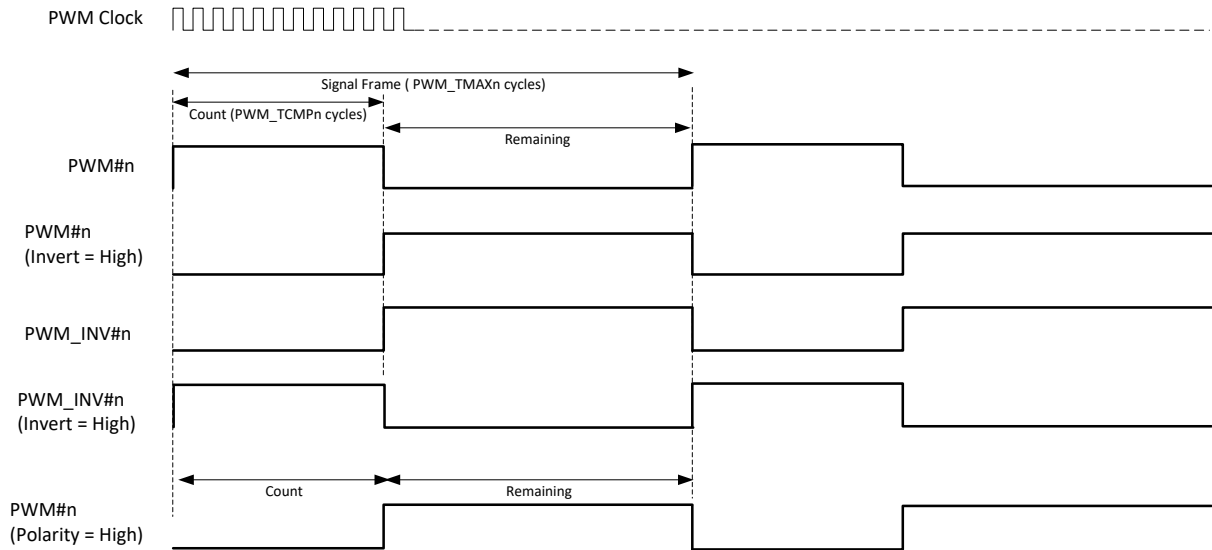 PWM Clock
Signal Frame ( PWM_TMAXn cycles)
Count (PWM_TCMPn cycles)
Remaining
PWM#n
PWM#n
(Invert = High)
PWM_INV#n
PWM_INV#n
(Invert = High)
Count
Remaining
PWM#n
(Polarity = High)